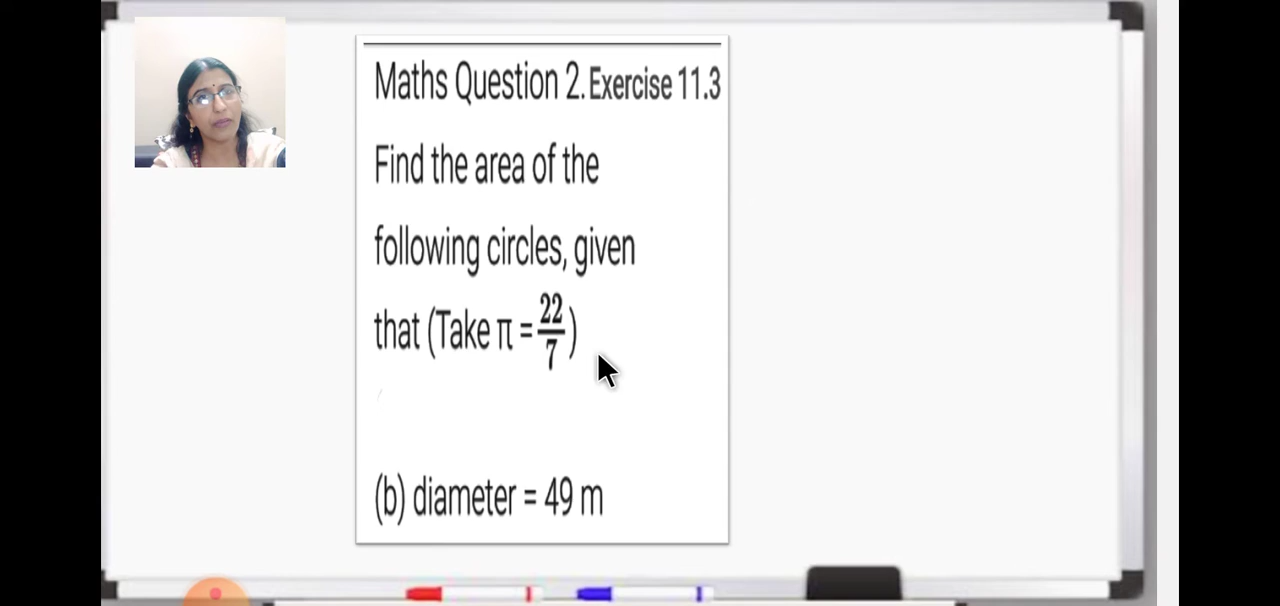 Maths Question 2. Exercise 11.3
Find the area of the
following circles, given
that (Take π = 22/7)
(b) diameter = 49 m